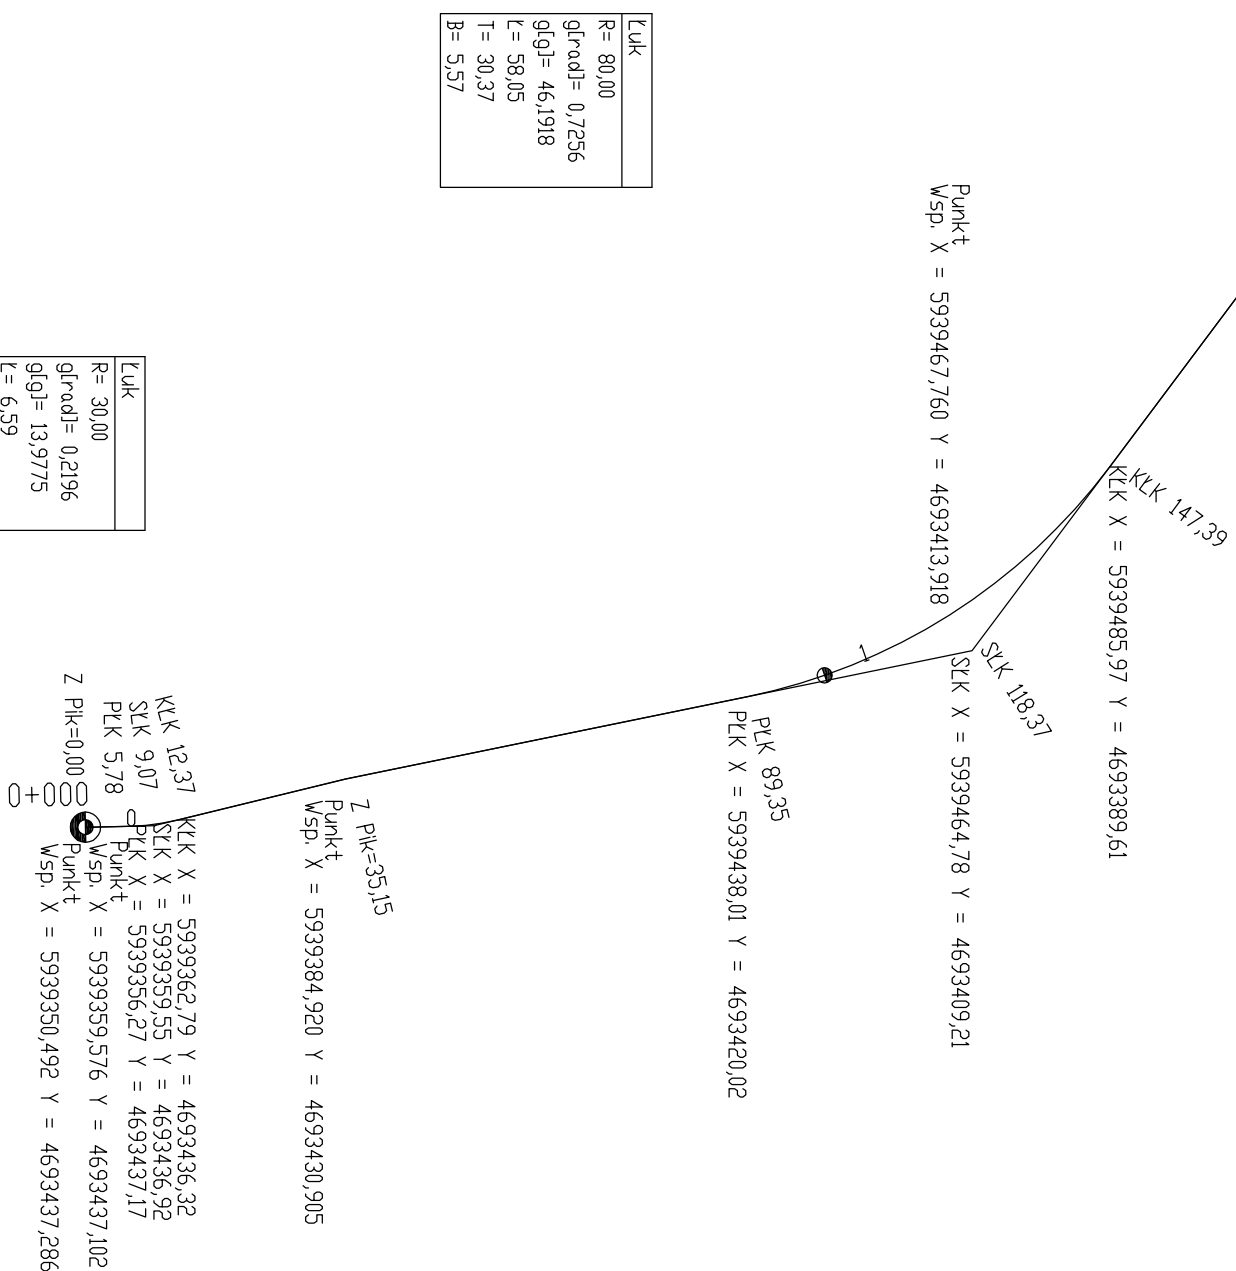 Łuk
R= 80,00
g[rad]= 0,7256
g[g]= 46,1918
Ł= 58,05
T= 30,37
B= 5,57
Łuk
R= 30,00
g[rad]= 0,2196
g[g]= 13,9775
Ł= 6,59
KŁK 147,39
KŁK X = 5939485,97 Y = 4693389,61
SŁK 118,37
SŁK X = 5939464,78 Y = 4693409,21
Punkt
Wsp. X = 5939467,760 Y = 4693413,918
1
PŁK 89,35
PŁK X = 5939438,01 Y = 4693420,02
Z Pik=35,15
Punkt
Wsp. X = 5939384,920 Y = 4693430,905
KŁK 12,37
SŁK 9,07
PŁK 5,78
KŁK X = 5939362,79 Y = 4693436,32
SŁK X = 5939359,55 Y = 4693436,92
0
PŁK X = 5939356,27 Y = 4693437,17
Punkt
Wsp. X = 5939359,576 Y = 4693437,102
Z Pik=0,00
0+000
Punkt
Wsp. X = 5939350,492 Y = 4693437,286